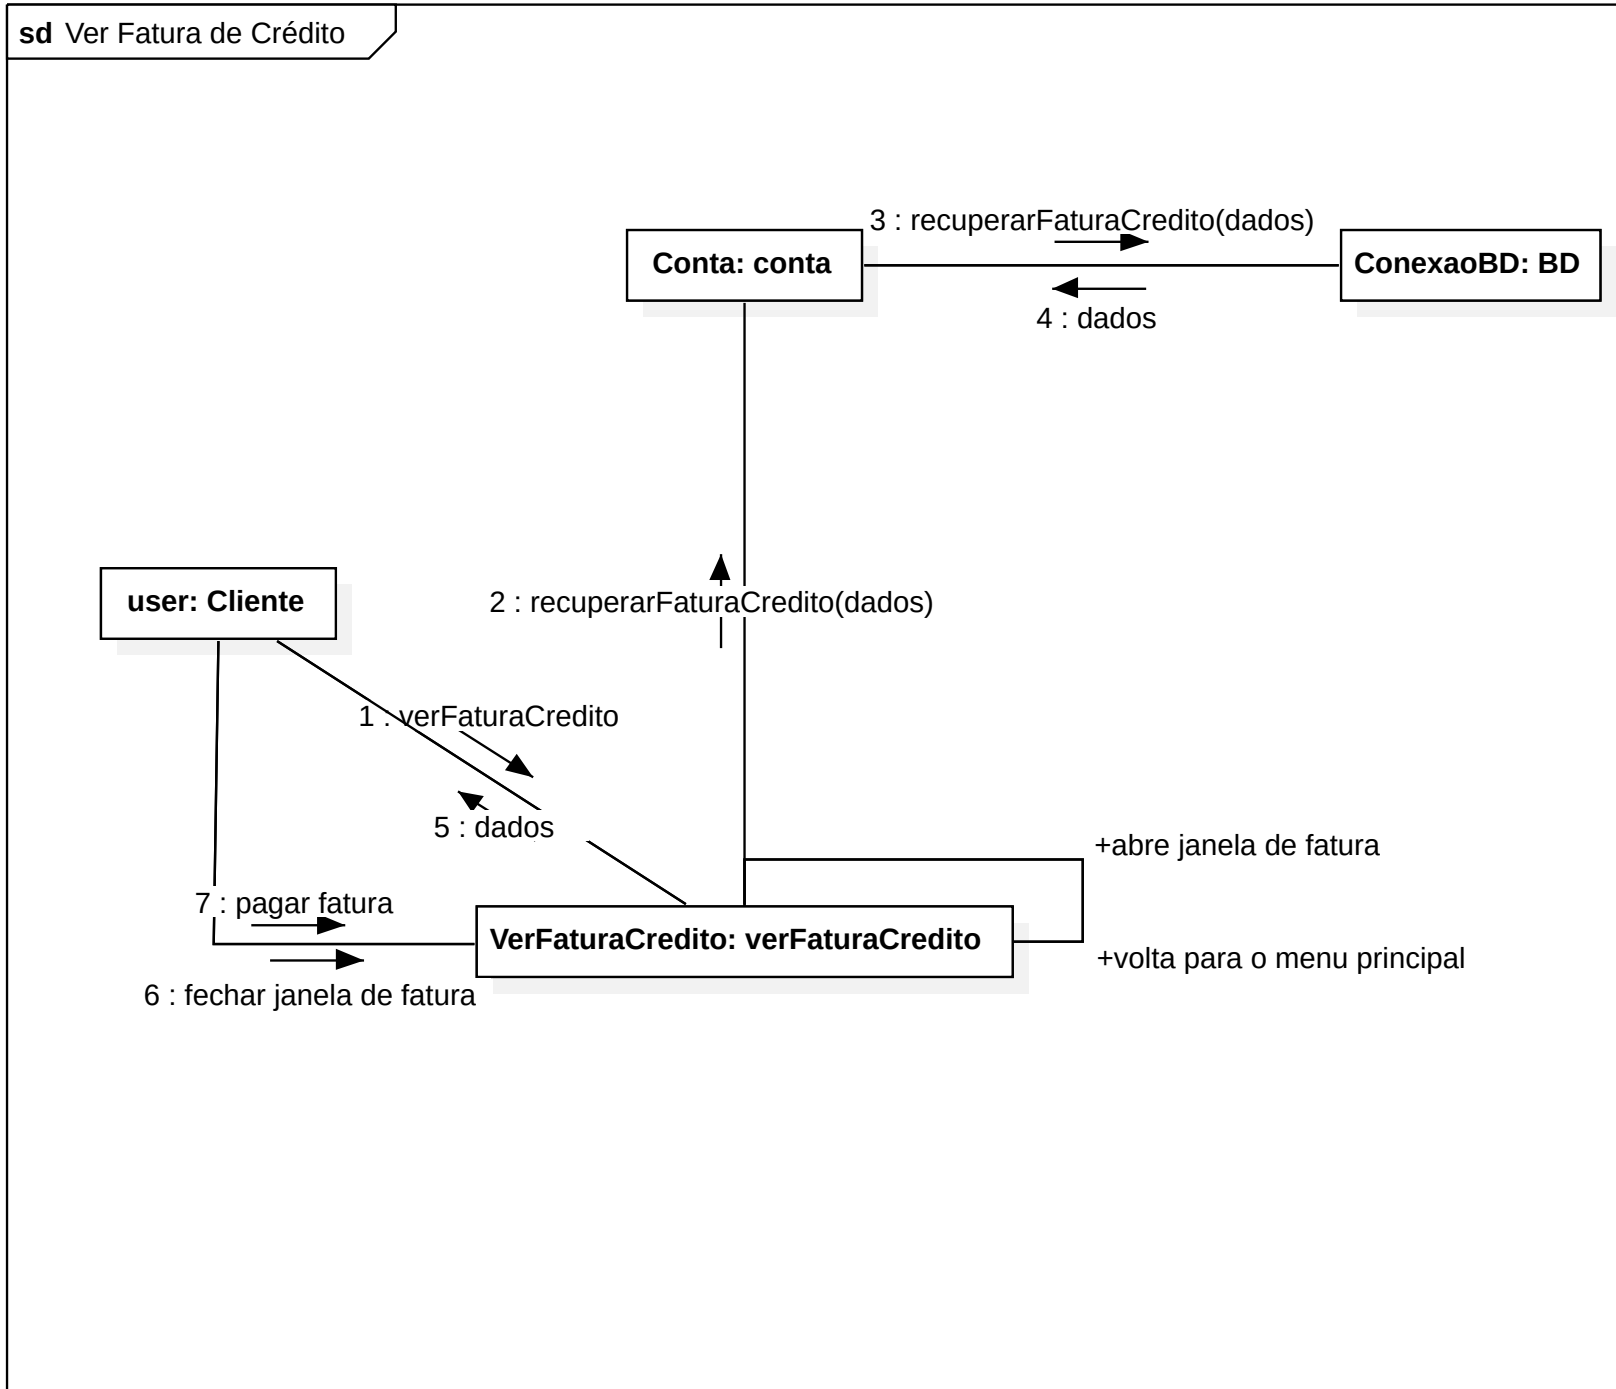 sd Ver Fatura de Crédito
3 : recuperarFaturaCredito(dados)
Conta: conta
ConexaoBD: BD
4 : dados
user: Cliente
2 : recuperarFaturaCredito(dados)
1 : verFaturaCredito
5 : dados
+abre janela de fatura
7 : pagar fatura
VerFaturaCredito: verFaturaCredito
+volta para o menu principal
6 : fechar janela de fatura